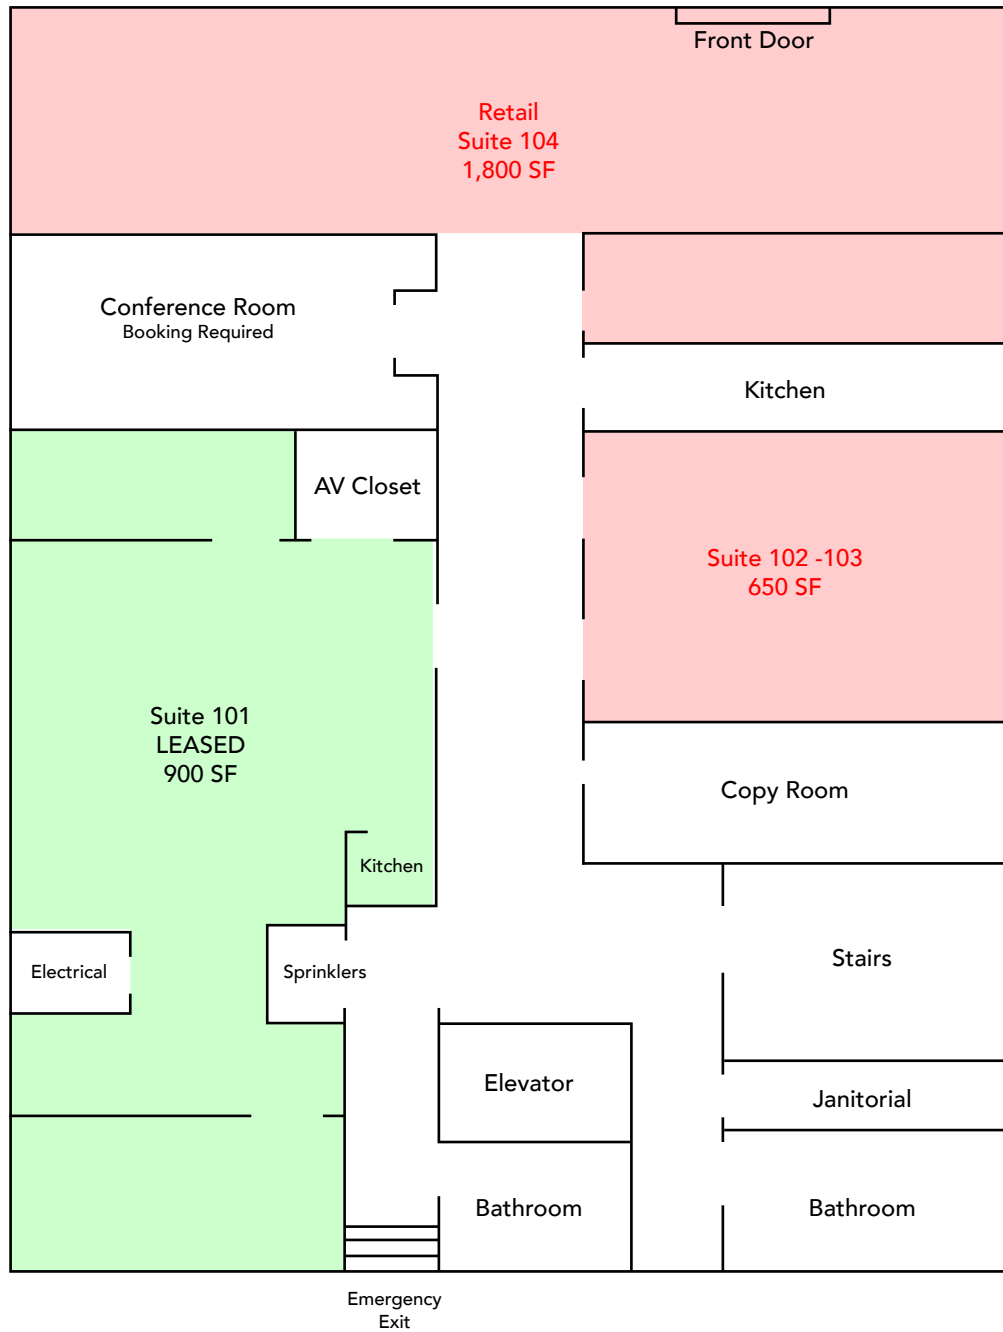 Front Door
Retail
Suite 104
1,800 SF
Conference Room
Booking Required
Kitchen
AV Closet
Suite 102 -103
650 SF
Suite 101
LEASED
900 SF
Copy Room
Kitchen
Electrical
Sprinklers
Stairs
Elevator
Janitorial
Bathroom
Bathroom
Emergency
Exit